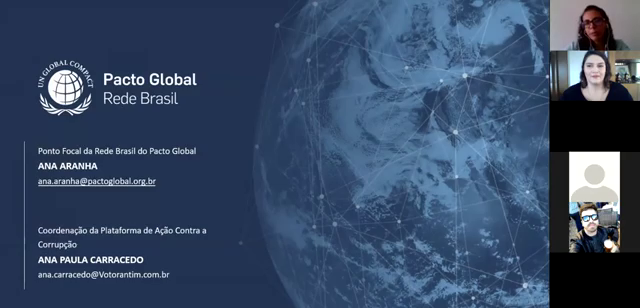 UN GLOBAL COMPACT
Pacto Global
Rede Brasil
Ponto Focal da Rede Brasil do Pacto Global
ANA ARANHA
ana.aranha@pactoglobal.org.br
Coordenação da Plataforma de Ação Contra a
Corrupção
ANA PAULA CARRACEDO
ana.carracedo@Votorantim.com.br